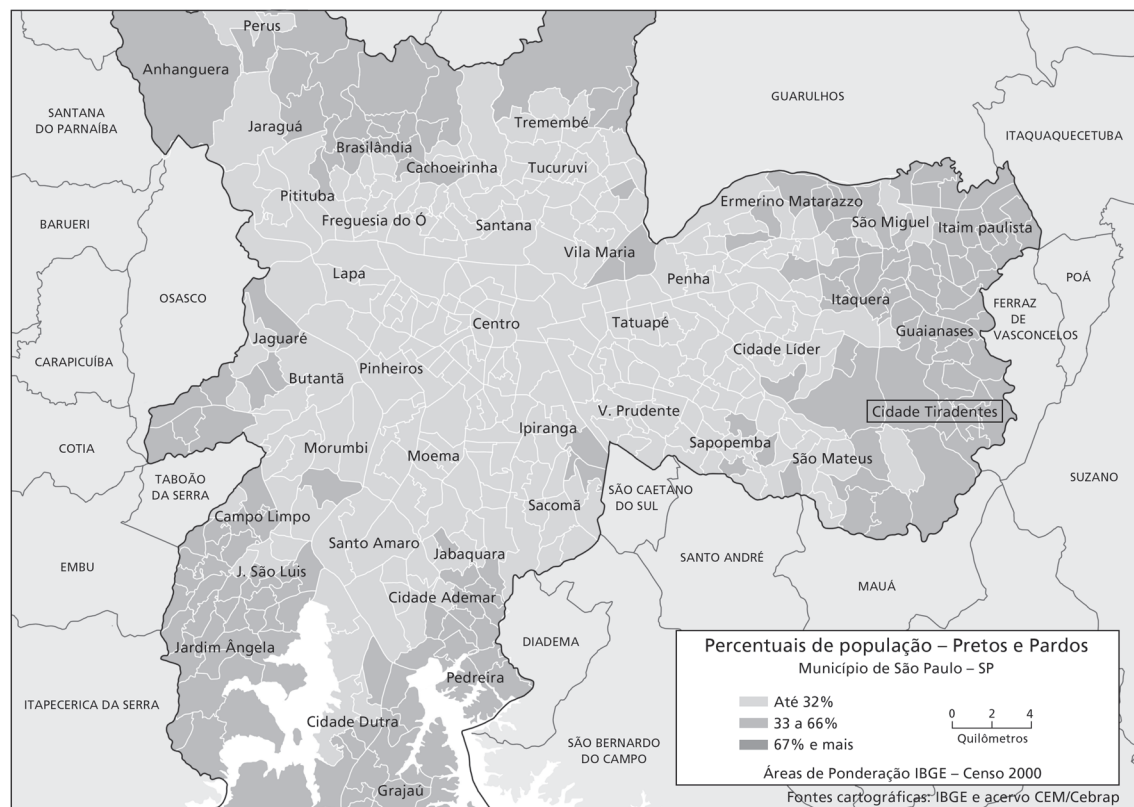 Perus
Anhanguera
GUARULHOS
SANTANA
DO PARNAÍBA
Jaraguá
Tremembé
ITAQUAQUECETUBA
Brasilândia
Cachoeirinha
Tucuruvi
Pitituba
Ermerino Matarazzo
Freguesia do Ó
Santana
São Miguel
Itaim paulista
BARUERI
Vila Maria
Lapa
Penha
POÁ
OSASCO
Itaquera
FERRAZ
DE
VASCONCELOS
Centro
Tatuapé
Guaianases
Jaguaré
Cidade Líder
CARAPICUÍBA
Pinheiros
Butantã
V. Prudente
Cidade Tiradentes
Ipiranga
Sapopemba
COTIA
Morumbi
Moema
São Mateus
TABOÃO
DA SERRA
SUZANO
SÃO CAETANO
DO SUL
Sacomã
Campo Limpo
Santo Amaro
Jabaquara
SANTO ANDRÉ
EMBU
J. São Luis
MAUÁ
Cidade Ademar
DIADEMA
Jardim Ângela
Pedreira
ITAPECERICA DA SERRA
Cidade Dutra
SÃO BERNARDO
DO CAMPO
Grajaú
Percentuais de população – Pretos e Pardos
Município de São Paulo – SP
Até 32%
33 a 66%
67% e mais
0 2 4
Quilômetros
Áreas de Ponderação IBGE – Censo 2000
Fontes cartográficas: IBGE e acervo CEM/Cebrap